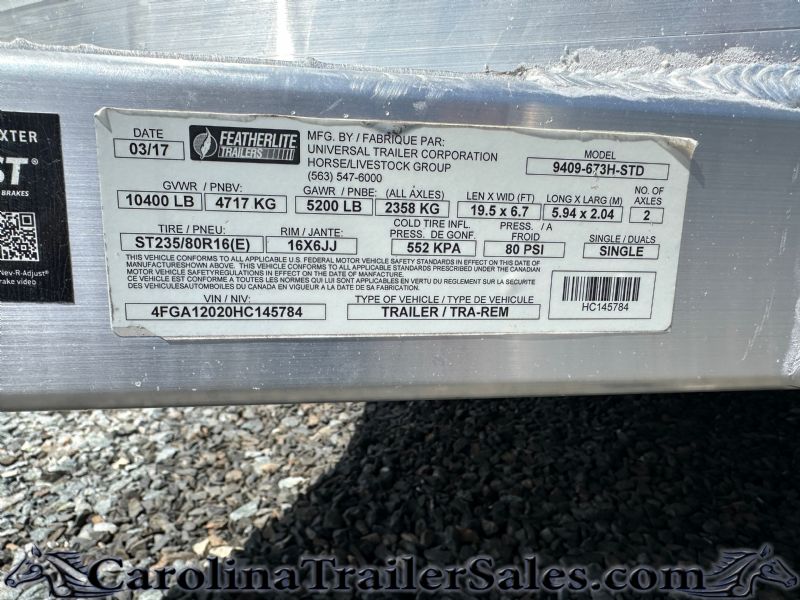 XTER
ST®
BRAKES
Nev-R-Adjust®
brake video
DATE
03/17
FEATHERLITE
TRAILERS
MFG. BY / FABRIQUE PAR:
UNIVERSAL TRAILER CORPORATION
HORSE/LIVESTOCK GROUP
(563) 547-6000
MODEL
9409-673H-STD
GVWR / PNBV:
10400 LB 4717 KG
GAWR / PNBE: (ALL AXLES)
5200 LB 2358 KG
LEN X WID (FT)
19.5 x 6.7
LONG X LARG (M)
5.94 x 2.04
NO. OF
AXLES
2
TIRE / PNEU:
ST235/80R16(E)
RIM / JANTE:
16X6JJ
COLD TIRE INFL. PRESS. / A
PRESS. DE GONF. FROID
552 KPA 80 PSI
SINGLE / DUALS
SINGLE
THIS VEHICLE CONFORMS TO ALL APPLICABLE U.S. FEDERAL MOTOR VEHICLE SAFETY STANDARDS IN EFFECT ON THE DATE OF
MANUFACTURESHOWN ABOVE. THIS VEHICLE CONFORMS TO ALL APPLICABLE STANDARDS PRESCRIBED UNDER THE CANADIAN
MOTOR VEHICLE SAFETYREGULATIONS IN EFFECT ON THE DATE OF MANUFACTURE.
CE VEHICULE EST CONFORME A TOUTES LES NORMES QUI LUI SONT APPLICABLES EN VERTU DU REGLEMENT SUR LA SECURITE
DES VEHICULESAUTOMBOILES DU CANADA EN VIGUEUR A LA DATE DE SA FABRICATION.
VIN / NIV:
4FGA12020HC145784
TYPE OF VEHICLE / TYPE DE VEHICULE
TRAILER / TRA-REM
HC145784
CarolinaTrailerSales.com